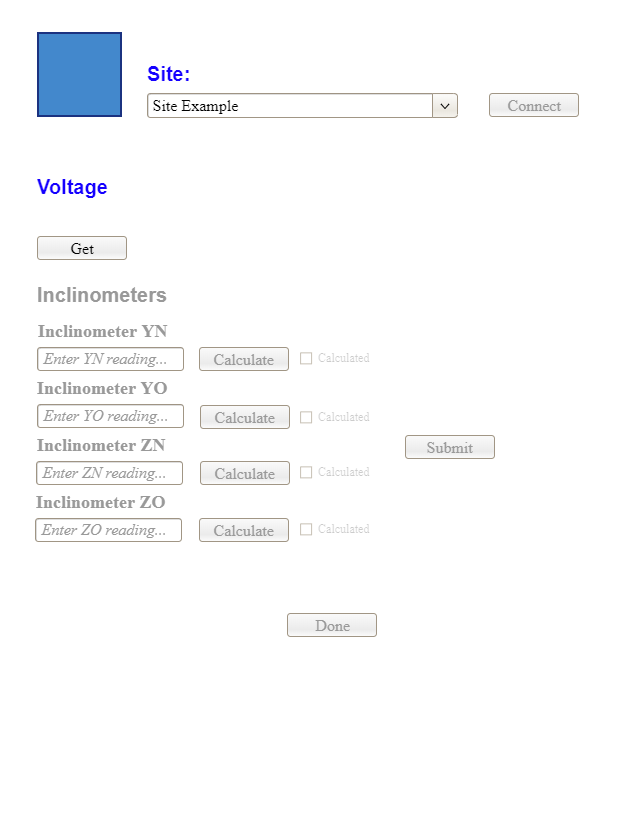 Site:
Site Example
Connect
Voltage
Get
Inclinometers
Inclinometer YN
Enter YN reading... Calculate Calculated
Inclinometer YO
Enter YO reading... Calculate Calculated
Inclinometer ZN
Submit
Enter ZN reading... Calculate Calculated
Inclinometer ZO
Enter ZO reading... Calculate Calculated
Done